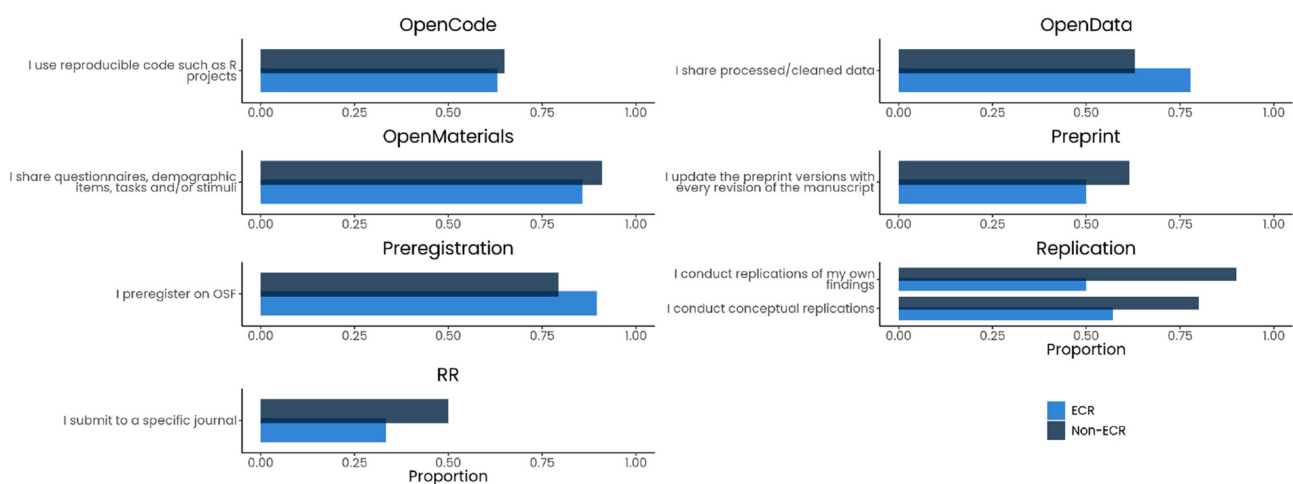 OpenCode
I use reproducible code such as R
projects
0.00 0.25 0.50 0.75 1.00
OpenData
I share processed/cleaned data
0.00 0.25 0.50 0.75 1.00
OpenMaterials
I share questionnaires, demographic
items, tasks and/or stimuli
0.00 0.25 0.50 0.75 1.00
Preprint
I update the preprint versions with
every revision of the manuscript
0.00 0.25 0.50 0.75 1.00
Preregistration
I preregister on OSF
0.00 0.25 0.50 0.75 1.00
Replication
I conduct replications of my own
findings
I conduct conceptual replications
0.00 0.25 0.50 0.75 1.00
Proportion
RR
I submit to a specific journal
0.00 0.25 0.50 0.75 1.00
Proportion
ECR
Non-ECR